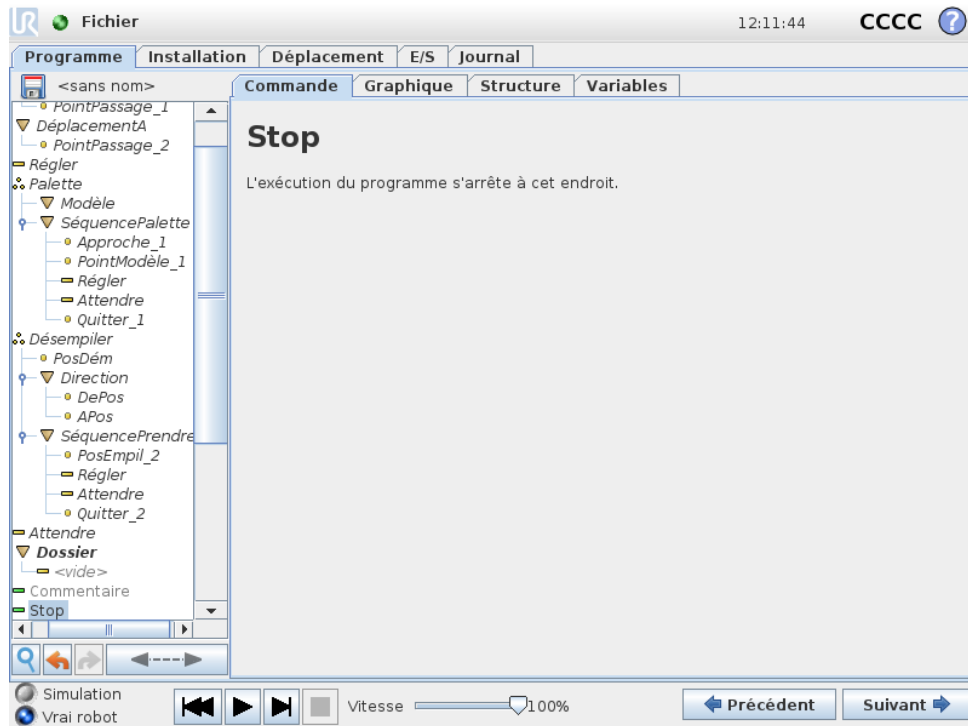 UR Fichier 12:11:44 CCCC ?
Programme Installation Déplacement E/S Journal
<sans nom>
Commande Graphique Structure Variables
PointPassage_1
DéplacementA
PointPassage_2
Régler
Palette
Modèle
SéquencePalette
Approche_1
PointModèle_1
Régler
Attendre
Quitter_1
Désempiler
PosDém
Direction
DePos
APos
SéquencePrendre
PosEmpil_2
Régler
Attendre
Quitter_2
Attendre
Dossier
<vide>
Commentaire
Stop
Stop
L'exécution du programme s'arrête à cet endroit.
Simulation
Vrai robot
Vitesse 100%
Précédent Suivant